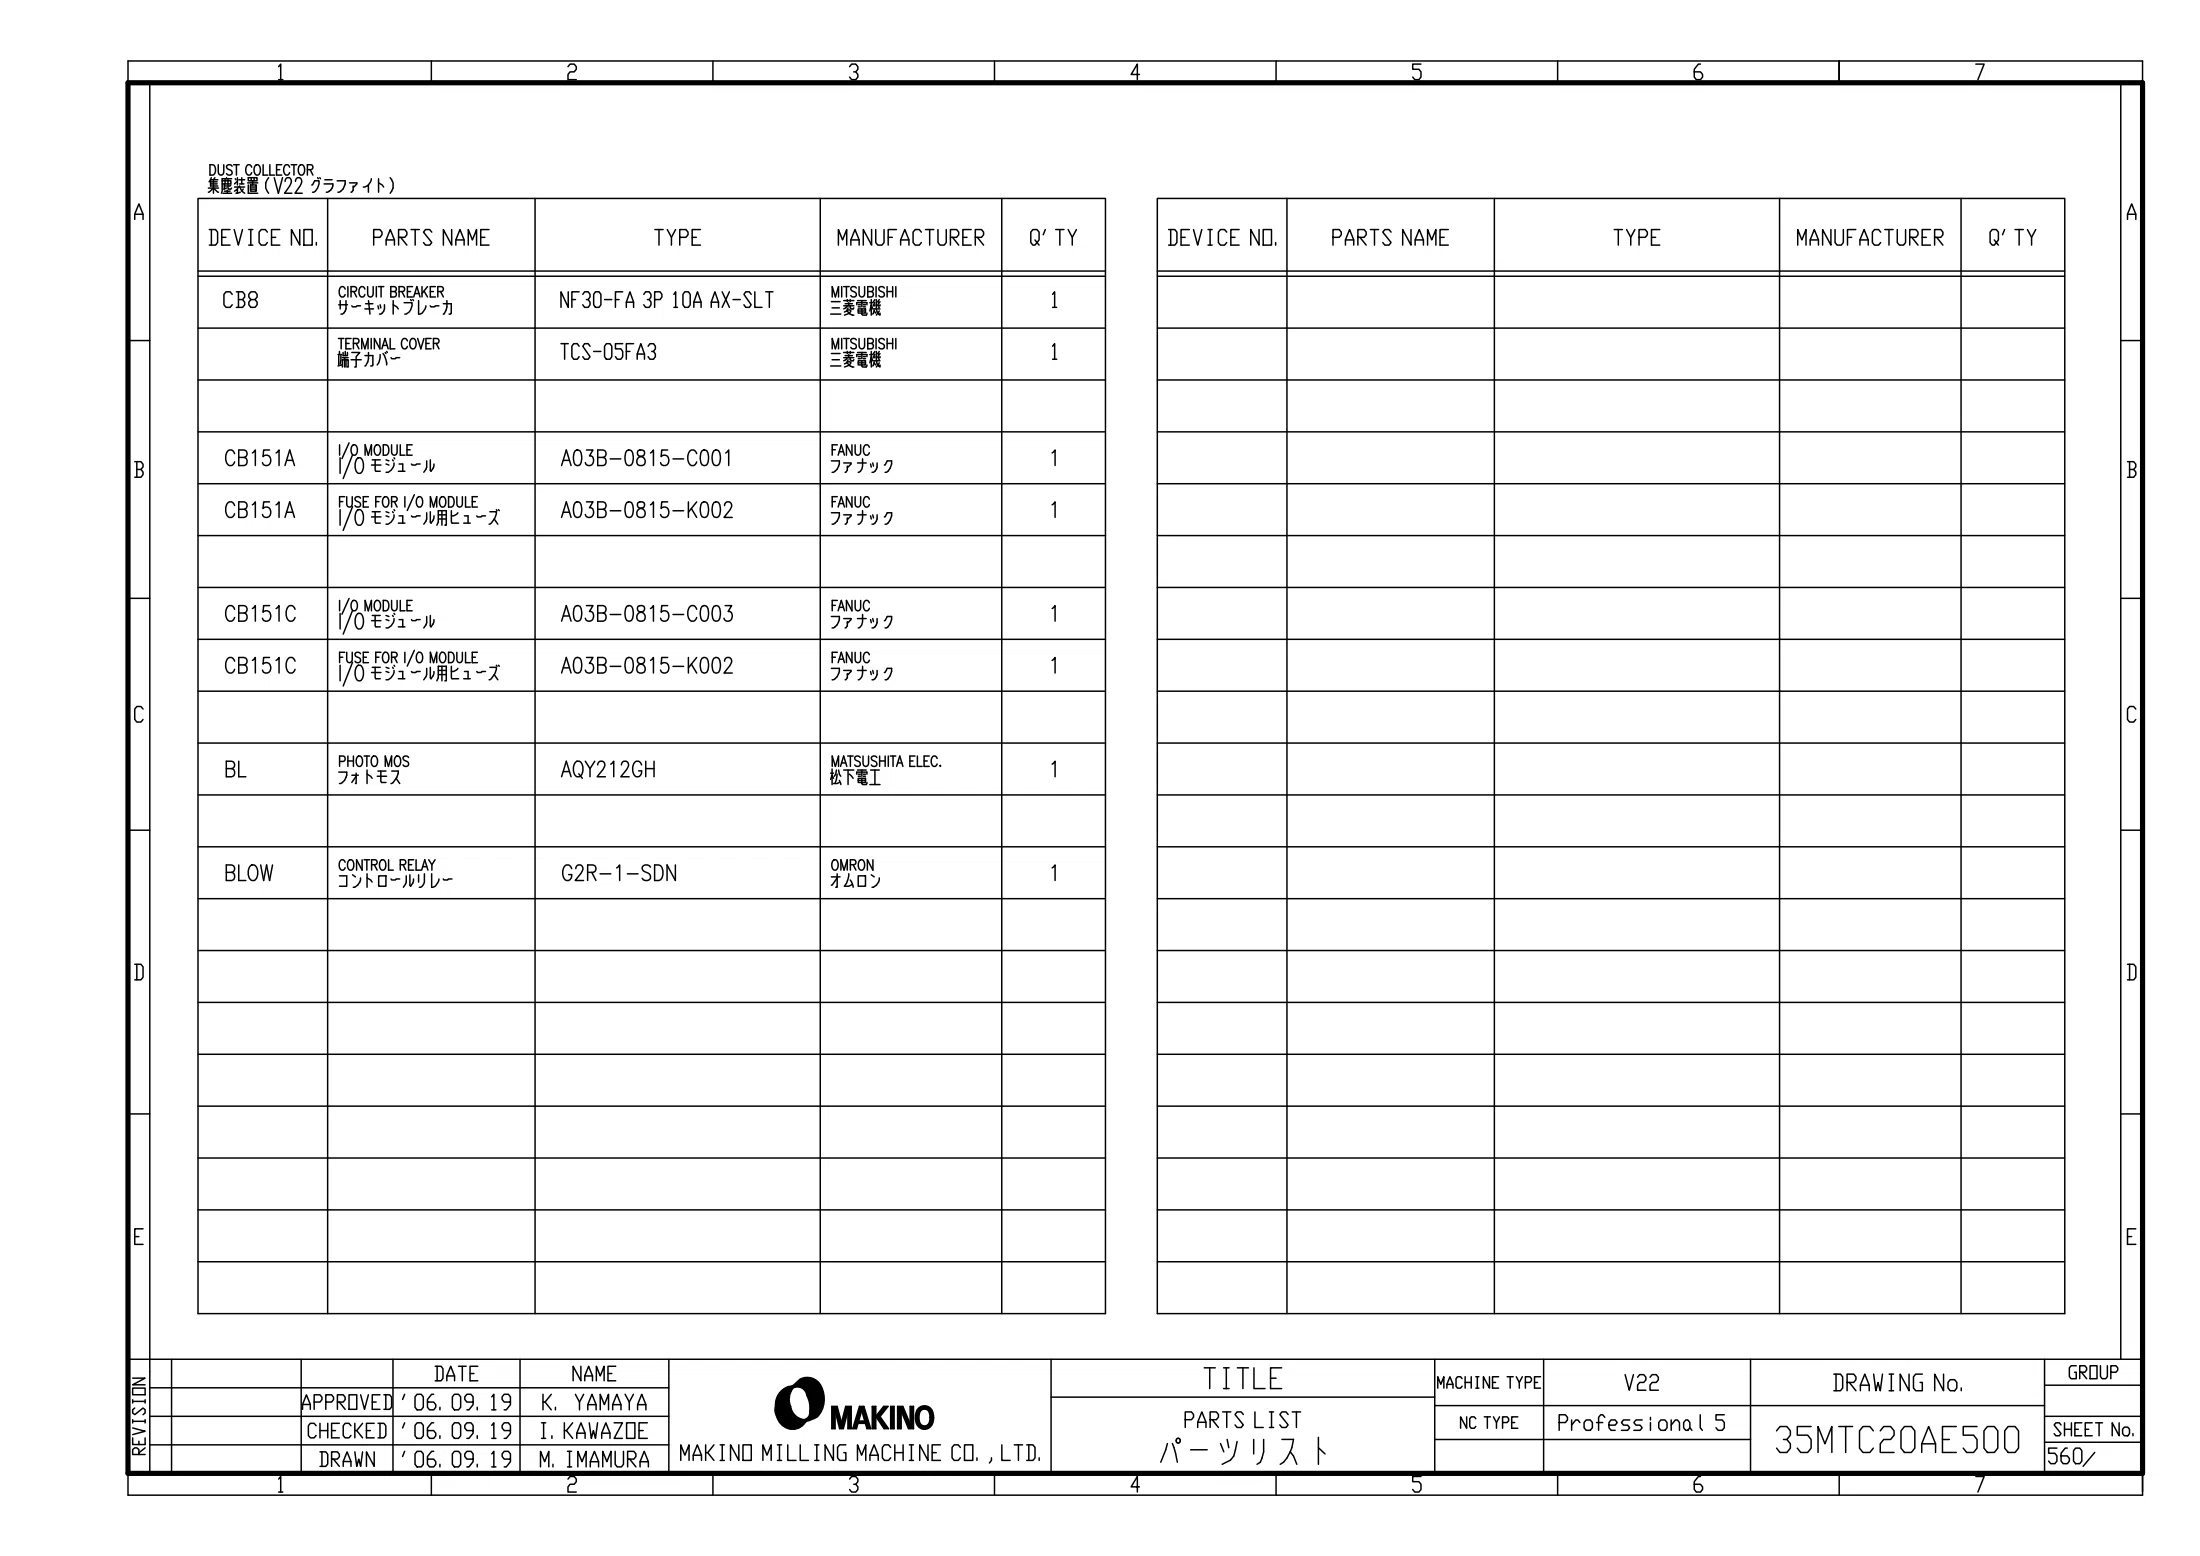 1 2 3 4 5 6 7
DUST COLLECTOR
集塵装置(V22 グラファイト)
DEVICE NO. PARTS NAME TYPE MANUFACTURER Q'TY
DEVICE NO. PARTS NAME TYPE MANUFACTURER Q'TY
A A
CB8 CIRCUIT BREAKER NF30-FA 3P 10A AX-SLT MITSUBISHI 1
サーキットブレーカ 三菱電機
TERMINAL COVER TCS-05FA3 MITSUBISHI 1
端子カバー 三菱電機
B B
CB151A I/O MODULE A03B-0815-C001 FANUC 1
I/O モジュール ファナック
CB151A FUSE FOR I/O MODULE A03B-0815-K002 FANUC 1
I/O モジュール用ヒューズ ファナック
CB151C I/O MODULE A03B-0815-C003 FANUC 1
I/O モジュール ファナック
CB151C FUSE FOR I/O MODULE A03B-0815-K002 FANUC 1
I/O モジュール用ヒューズ ファナック
C C
BL PHOTO MOS AQY212GH MATSUSHITA ELEC. 1
フォトモス 松下電工
BLOW CONTROL RELAY G2R-1-SDN OMRON 1
コントロールリレー オムロン
D D
E E
REVISION
DATE NAME
APPROVED '06.09.19 K. YAMAYA
CHECKED '06.09.19 I. KAWAZOE
DRAWN '06.09.19 M. IMAMURA
MAKINO
MAKINO MILLING MACHINE CO.,LTD.
TITLE
PARTS LIST
パーツリスト
MACHINE TYPE V22
NC TYPE Professional 5
DRAWING No.
35MTC20AE500
GROUP
SHEET No.
560/
1 2 3 4 5 6 7